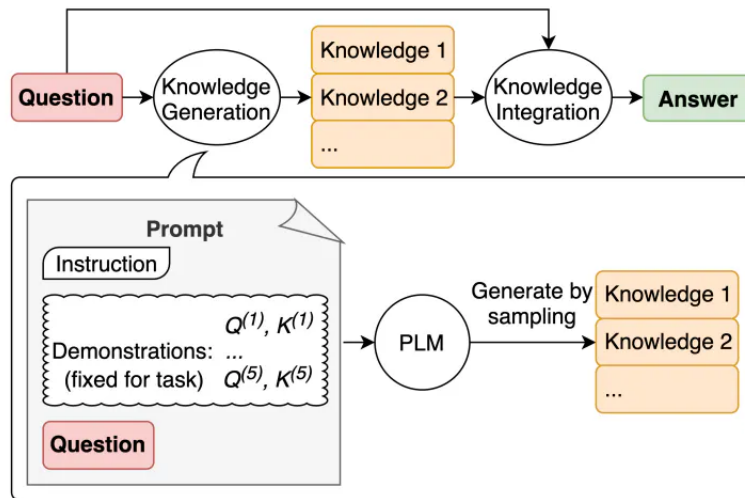 Question
Knowledge
Generation
Knowledge 1
Knowledge 2
...
Knowledge
Integration
Answer
Prompt
Instruction
Demonstrations:
(fixed for task)
Q(1), K(1)
...
Q(5), K(5)
Question
PLM
Generate by
sampling
Knowledge 1
Knowledge 2
...